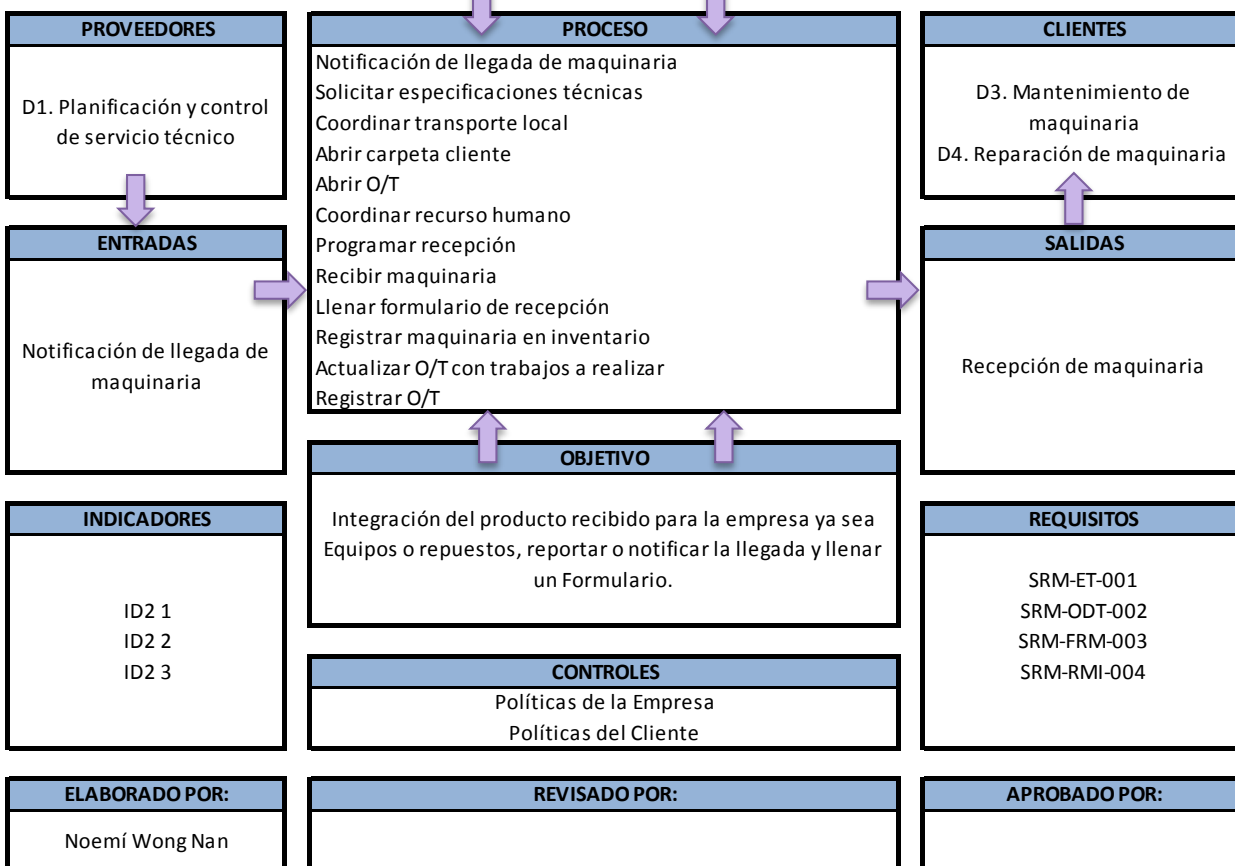 PROVEEDORES
D1. Planificación y control
de servicio técnico
PROCESO
Notificación de llegada de maquinaria
Solicitar especificaciones técnicas
Coordinar transporte local
Abrir carpeta cliente
Abrir O/T
Coordinar recurso humano
Programar recepción
Recibir maquinaria
Llenar formulario de recepción
Registrar maquinaria en inventario
Actualizar O/T con trabajos a realizar
Registrar O/T
CLIENTES
D3. Mantenimiento de
maquinaria
D4. Reparación de maquinaria
ENTRADAS
Notificación de llegada de
maquinaria
SALIDAS
Recepción de maquinaria
OBJETIVO
Integración del producto recibido para la empresa ya sea
Equipos o repuestos, reportar o notificar la llegada y llenar
un Formulario.
INDICADORES
ID2 1
ID2 2
ID2 3
REQUISITOS
SRM-ET-001
SRM-ODT-002
SRM-FRM-003
SRM-RMI-004
CONTROLES
Políticas de la Empresa
Políticas del Cliente
ELABORADO POR:
Noemí Wong Nan
REVISADO POR:
APROBADO POR: